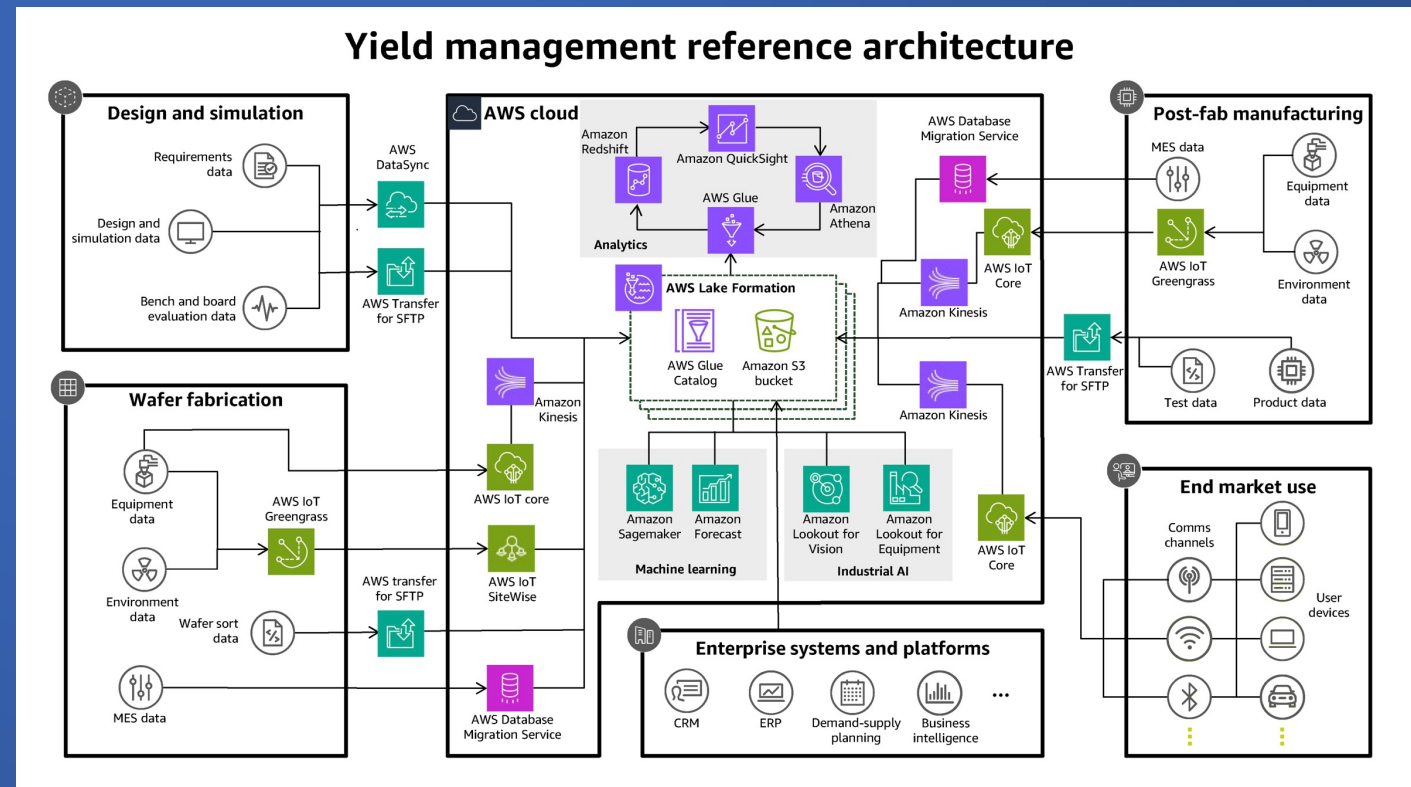 Yield management reference architecture
Design and simulation
Requirements
data
Design and
simulation data
Bench and board
evaluation data
AWS
DataSync
AWS Transfer
for SFTP
Wafer fabrication
Equipment
data
AWS IoT
Greengrass
Environment
data
Wafer sort
data
MES data
AWS transfer
for SFTP
AWS cloud
Amazon
Redshift
Amazon QuickSight
AWS Glue
Amazon
Athena
Analytics
AWS Lake Formation
AWS Glue
Catalog
Amazon S3
bucket
Amazon
Kinesis
AWS IoT core
AWS IoT
SiteWise
AWS Database
Migration Service
Amazon
Sagemaker
Amazon
Forecast
Machine learning
Amazon
Lookout for
Vision
Amazon
Lookout for
Equipment
Industrial AI
AWS Database
Migration Service
AWS IoT
Core
Amazon Kinesis
Amazon Kinesis
AWS IoT
Core
Enterprise systems and platforms
CRM
ERP
Demand-supply
planning
Business
intelligence
...
Post-fab manufacturing
MES data
Equipment
data
AWS IoT
Greengrass
Environment
data
AWS Transfer
for SFTP
Test data
Product data
End market use
Comms
channels
User
devices